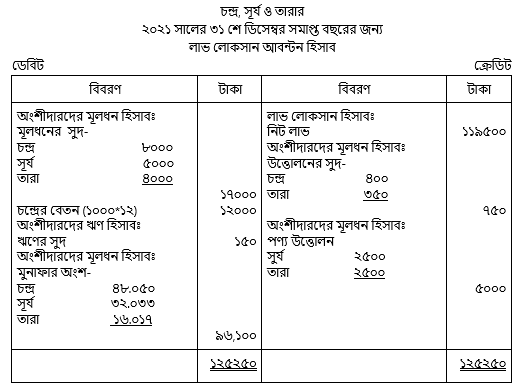 চন্দ্র, সূর্য ও তারার
২০২১ সালের ৩১ শে ডিসেম্বর সমাপ্ত বছরের জন্য
লাভ লোকসান আবন্টন হিসাব
ডেবিট ক্রেডিট
বিবরণ টাকা বিবরণ টাকা
অংশীদারদের মূলধন হিসাবঃ
মূলধনের সুদ-
চন্দ্র ৮০০০
সূর্য ৫০০০
তারা ৪০০০
১৭০০০
চন্দ্রের বেতন (১০০০*১২) ১২০০০
অংশীদারদের ঋণ হিসাবঃ
ঋণের সুদ ১৫০
অংশীদারদের মূলধন হিসাবঃ
মুনাফার অংশ-
চন্দ্র ৪৮.০৫০
সূর্য ৩২.০৩৩
তারা ১৬.০১৭
৯৬,১০০
১২৫২৫০
লাভ লোকসান হিসাবঃ
নিট লাভ ১১৯৫০০
অংশীদারদের মূলধন হিসাবঃ
উত্তোলনের সুদ-
চন্দ্র ৪০০
তারা ৩৫০
৭৫০
অংশীদারদের মূলধন হিসাবঃ
পণ্য উত্তোলন
সুর্য ২৫০০
তারা ২৫০০
৫০০০
১২৫২৫০